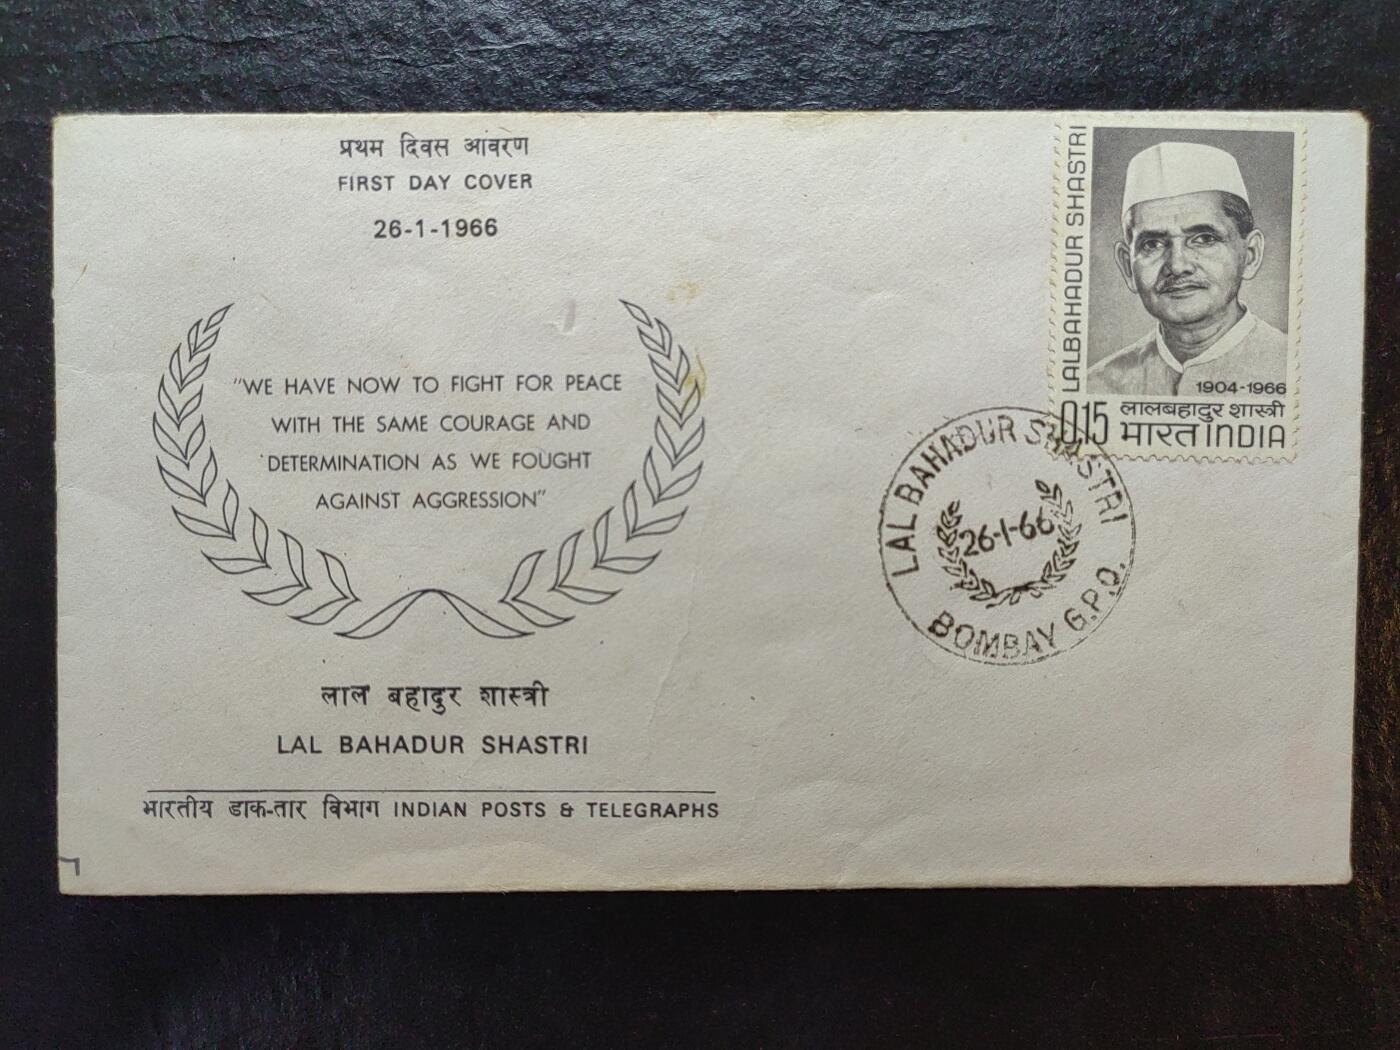 प्रथम दिवस आवरण
FIRST DAY COVER
26-1-1966
"WE HAVE NOW TO FIGHT FOR PEACE
WITH THE SAME COURAGE AND
DETERMINATION AS WE FOUGHT
AGAINST AGGRESSION"
लाल बहादुर शास्त्री
LAL BAHADUR SHASTRI
भारतीय डाक-तार विभाग INDIAN POSTS & TELEGRAPHS
LALBAHADUR SHASTRI
1904-1966
0.15 लालबहादुर शास्त्री
भारत INDIA
LAL BAHADUR SHASTRI
26-1-66
BOMBAY G.P.O.